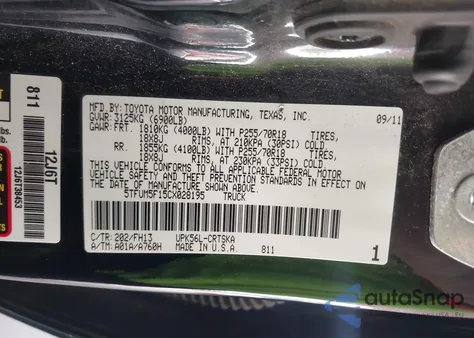 MFD.BY:TOYOTA MOTOR MANUFACTURING, TEXAS, INC. 09/11
GVWR:3125KG (6900LB)
GAWR:FRT. 1810KG (4000LB) WITH P255/70R18 TIRES,
18X8J RIMS, AT 210KPA (30PSI) COLD
RR. 1855KG (4100LB) WITH P255/70R18 TIRES,
18X8J RIMS, AT 230KPA (33PSI) COLD
THIS VEHICLE CONFORMS TO ALL APPLICABLE FEDERAL MOTOR
VEHICLE SAFETY AND THEFT PREVENTION STANDARDS IN EFFECT
ON THE DATE OF MANUFACTURE SHOWN ABOVE.
5TFUM5F15CX028195 TRUCK
C/TR:202/FH13 UPK56L-CRTSKA
A/TM:A01A/A760H MADE IN U.S.A. 811 1
811
12J6T
126T38453
lbs.
autoSnap